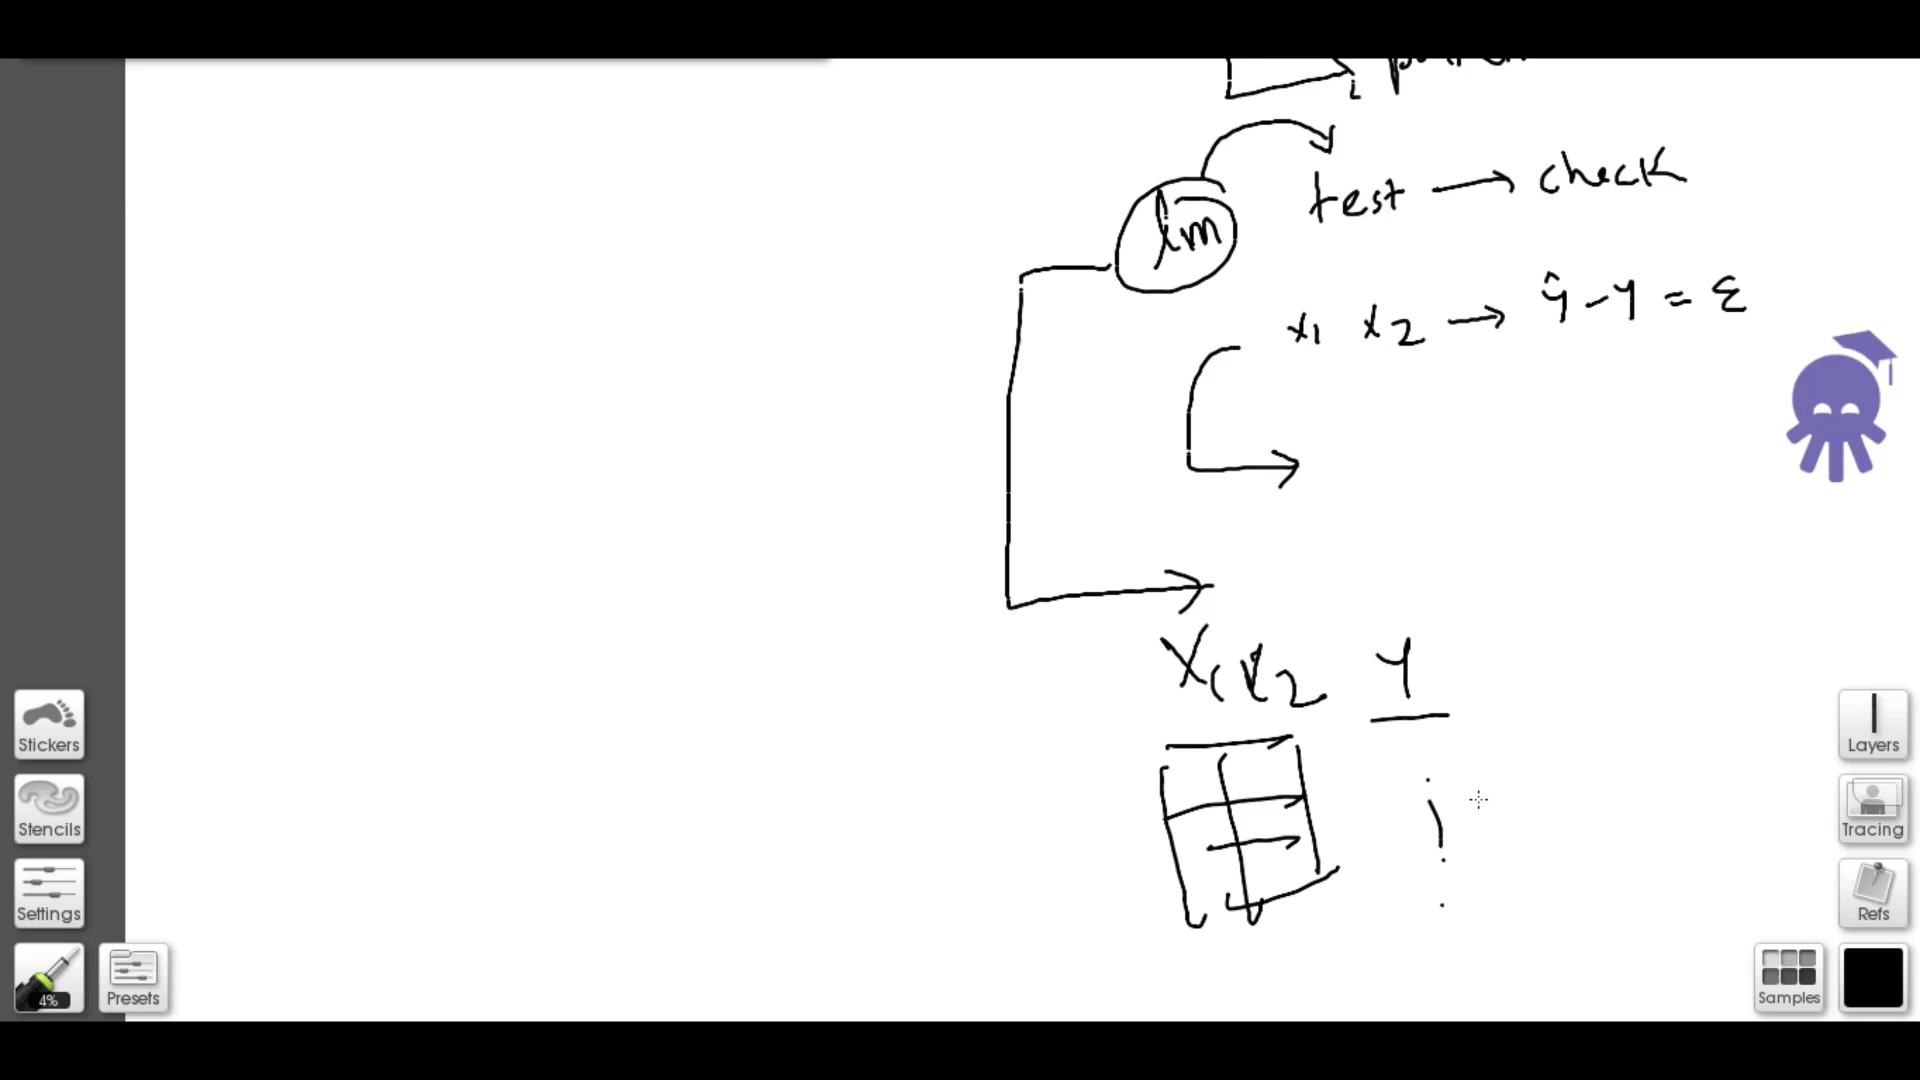 test → check
lm
x1 x2 → ŷ - y = ε
X1 X2 Y
Stickers
Stencils
Settings
4%
Presets
Layers
Tracing
Refs
Samples